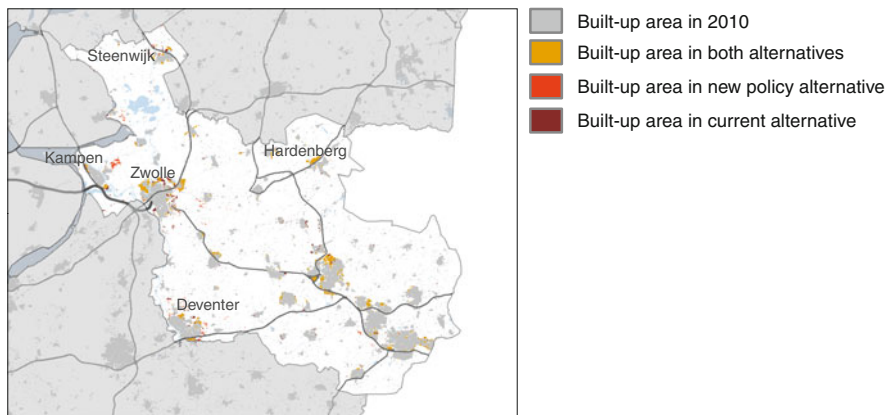 Steenwijk
Kampen
Zwolle
Hardenberg
Deventer
Built-up area in 2010
Built-up area in both alternatives
Built-up area in new policy alternative
Built-up area in current alternative